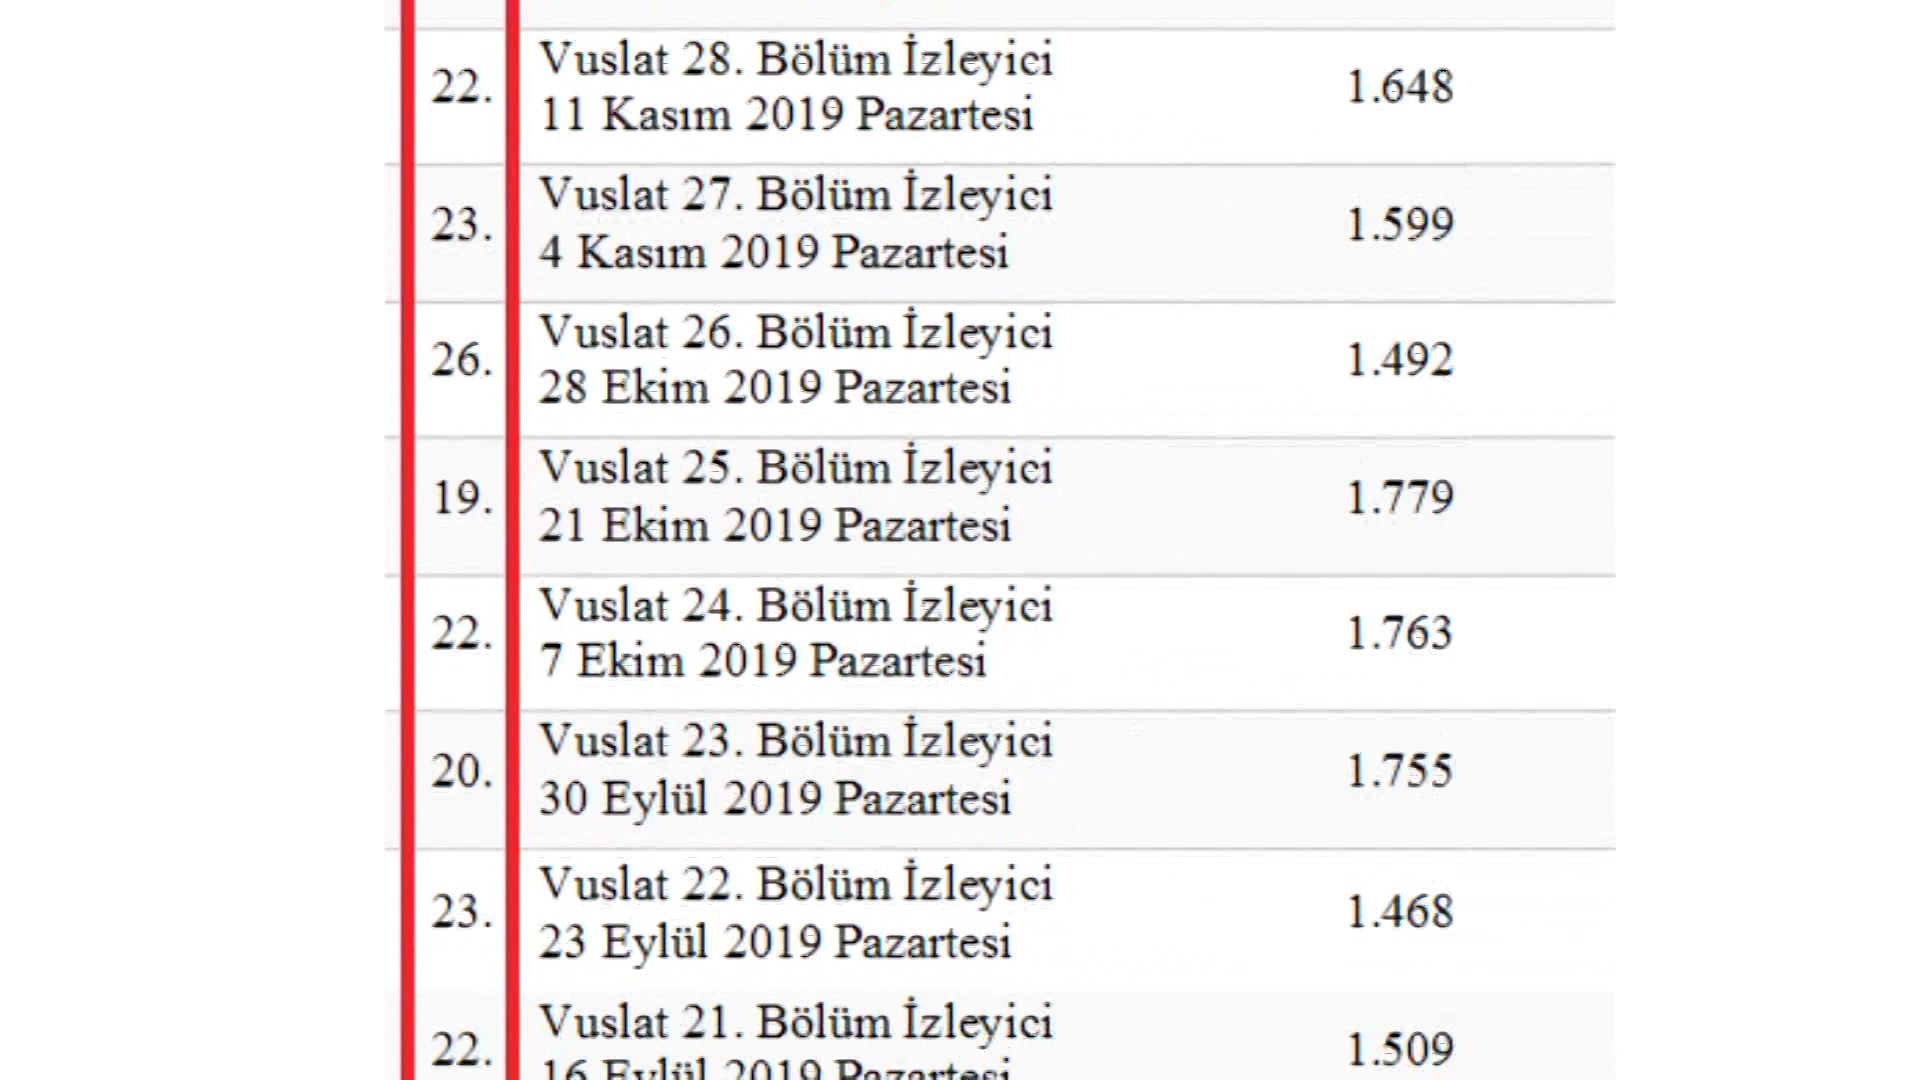 22.
Vuslat 28. Bölüm İzleyici
11 Kasım 2019 Pazartesi
1.648
23.
Vuslat 27. Bölüm İzleyici
4 Kasım 2019 Pazartesi
1.599
26.
Vuslat 26. Bölüm İzleyici
28 Ekim 2019 Pazartesi
1.492
19.
Vuslat 25. Bölüm İzleyici
21 Ekim 2019 Pazartesi
1.779
22.
Vuslat 24. Bölüm İzleyici
7 Ekim 2019 Pazartesi
1.763
20.
Vuslat 23. Bölüm İzleyici
30 Eylül 2019 Pazartesi
1.755
23.
Vuslat 22. Bölüm İzleyici
23 Eylül 2019 Pazartesi
1.468
22.
Vuslat 21. Bölüm İzleyici
16 Eylül 2019 Pazartesi
1.509